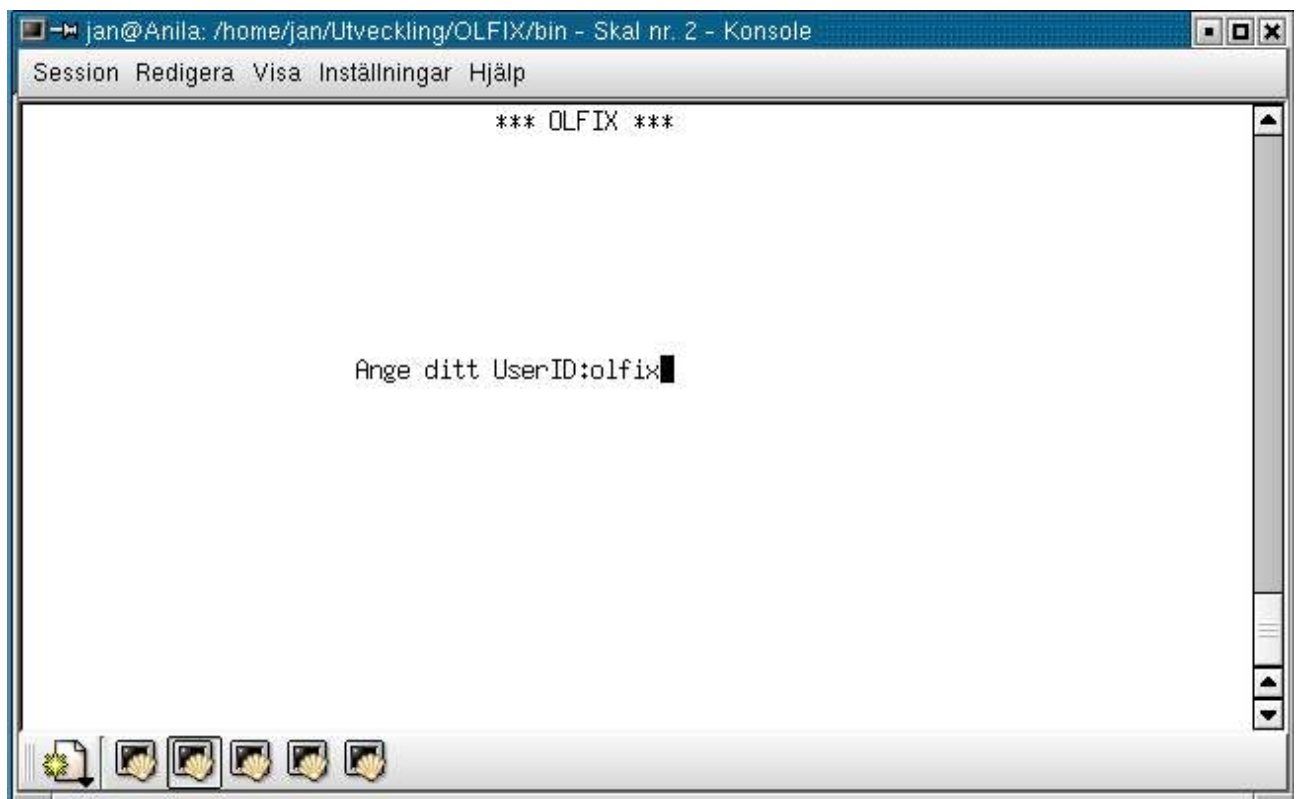 jan@Anila: /home/jan/Utveckling/OLFIX/bin - Skal nr. 2 - Konsole
Session Redigera Visa Inställningar Hjälp
*** OLFIX ***
Ange ditt UserID:olfix